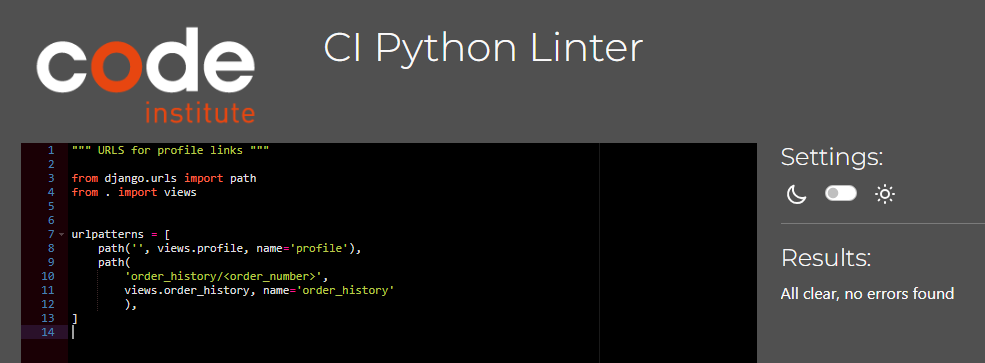 code
institute
CI Python Linter
1 """ URLS for profile links """
2
3 from django.urls import path
4 from . import views
5
6
7 urlpatterns = [
8     path('', views.profile, name='profile'),
9     path(
10         'order_history/<order_number>',
11         views.order_history, name='order_history'
12         ),
13 ]
14
Settings:
Results:
All clear, no errors found